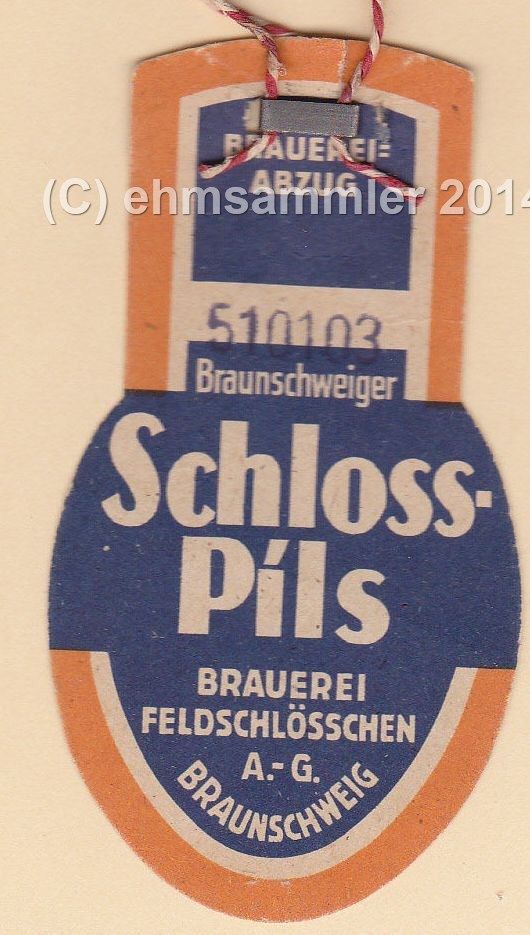 BRAUEREI=
ABZUG
(C) ehmsammler 2014
510103
Braunschweiger
Schloss-
Pils
BRAUEREI
FELDSCHLÖSSCHEN
A.-G.
BRAUNSCHWEIG